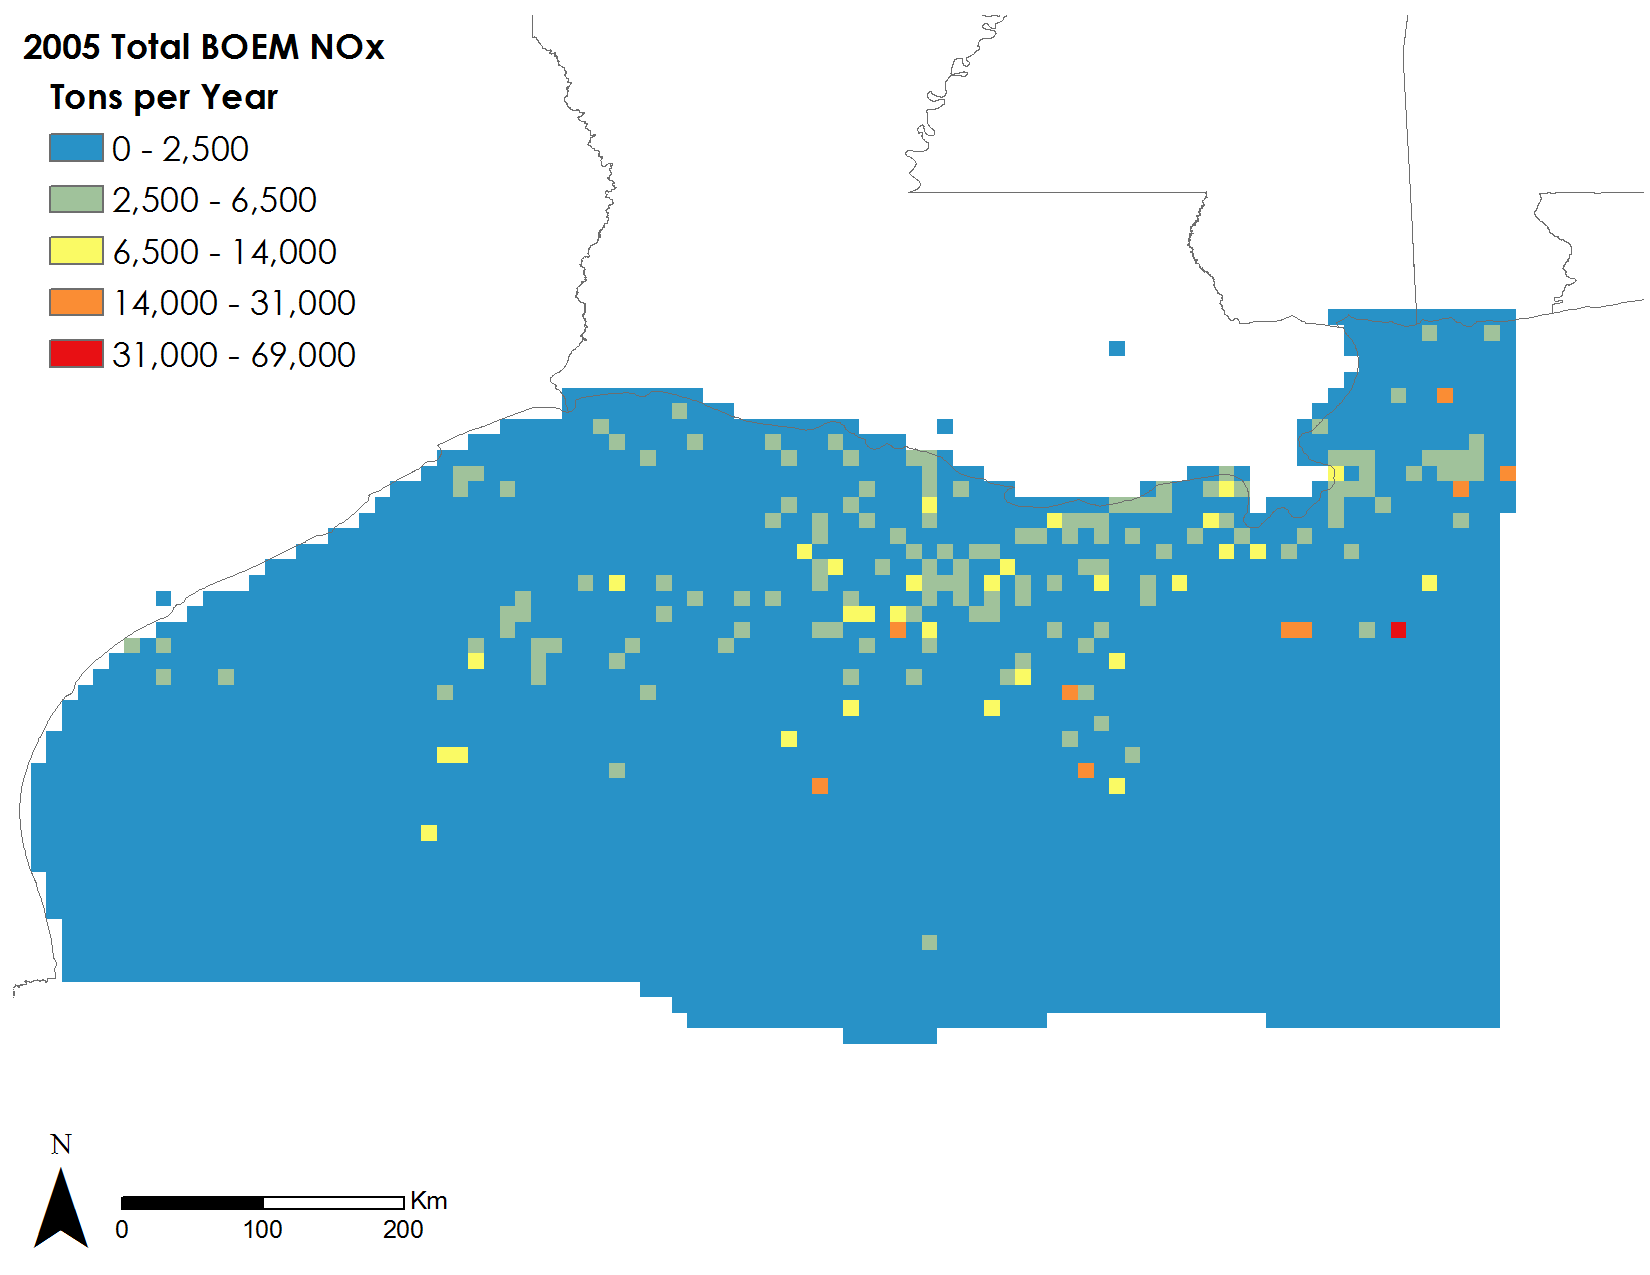 2005 Total BOEM NOx
Tons per Year
0 - 2,500
2,500 - 6,500
6,500 - 14,000
14,000 - 31,000
31,000 - 69,000
N
Km
0 100 200